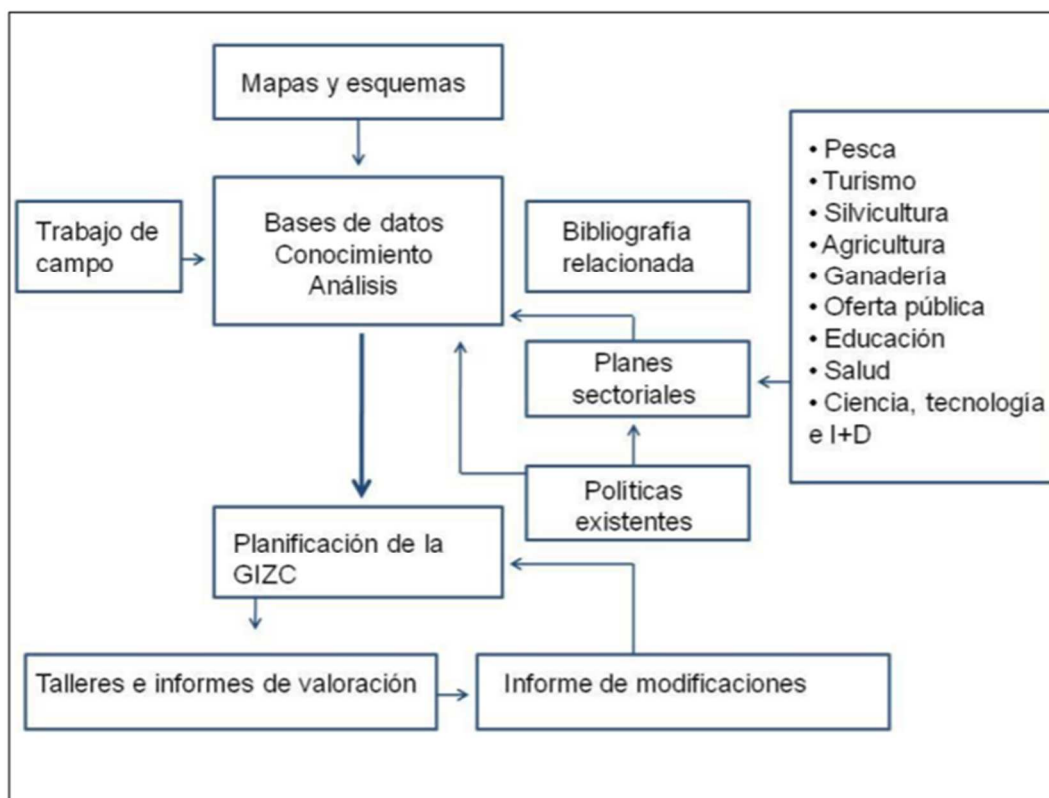 Mapas y esquemas
Trabajo de
campo
Bases de datos
Conocimiento
Análisis
Bibliografía
relacionada
• Pesca
• Turismo
• Silvicultura
• Agricultura
• Ganadería
• Oferta pública
• Educación
• Salud
• Ciencia, tecnología
e I+D
Planes
sectoriales
Políticas
existentes
Planificación de la
GIZC
Talleres e informes de valoración
Informe de modificaciones